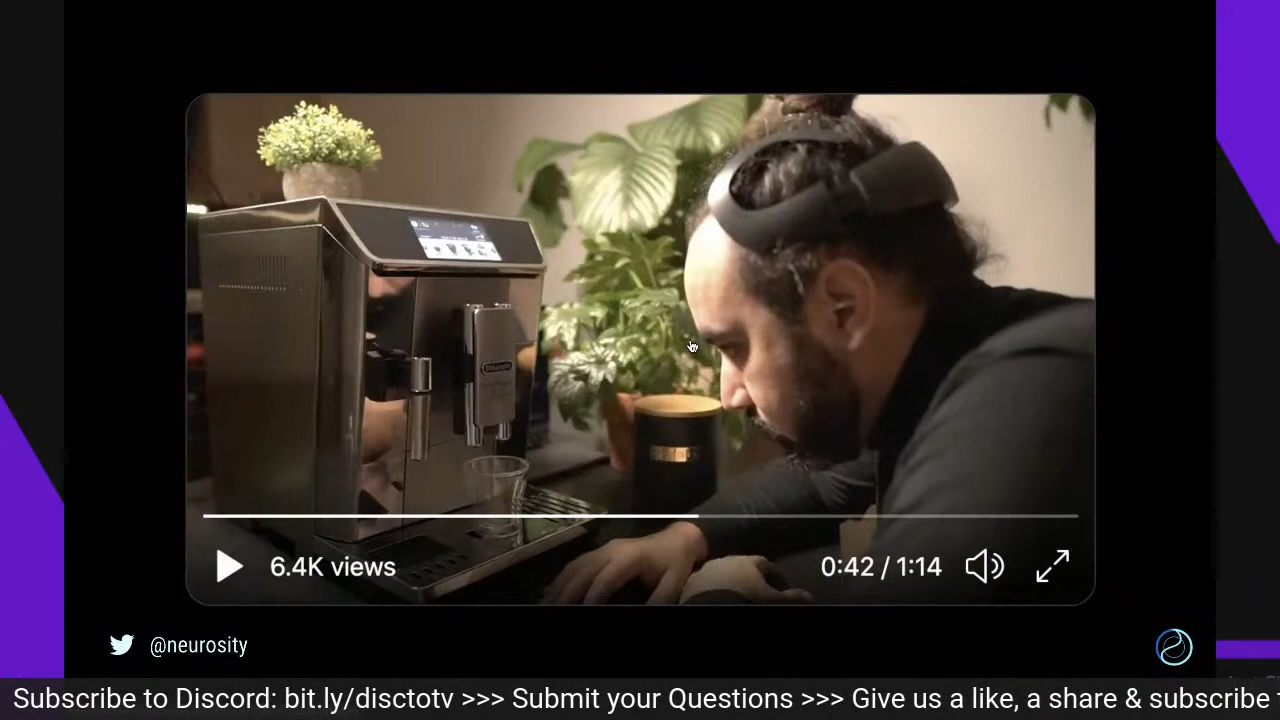 DeLonghi
6.4K views
0:42 / 1:14
@neurosity
Subscribe to Discord: bit.ly/disctotv >>> Submit your Questions >>> Give us a like, a share & subscribe